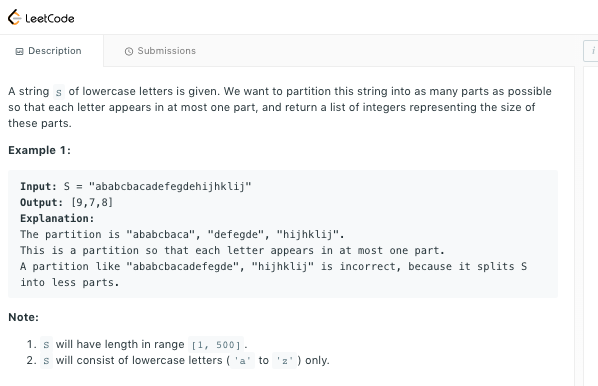 LeetCode
Description
Submissions
i
A string S of lowercase letters is given. We want to partition this string into as many parts as possible
so that each letter appears in at most one part, and return a list of integers representing the size of
these parts.
Example 1:
Input: S = "ababcbacadefegdehijhklij"
Output: [9,7,8]
Explanation:
The partition is "ababcbaca", "defegde", "hijhklij".
This is a partition so that each letter appears in at most one part.
A partition like "ababcbacadefegde", "hijhklij" is incorrect, because it splits S
into less parts.
Note:
1. S will have length in range [1, 500].
2. S will consist of lowercase letters ('a' to 'z') only.